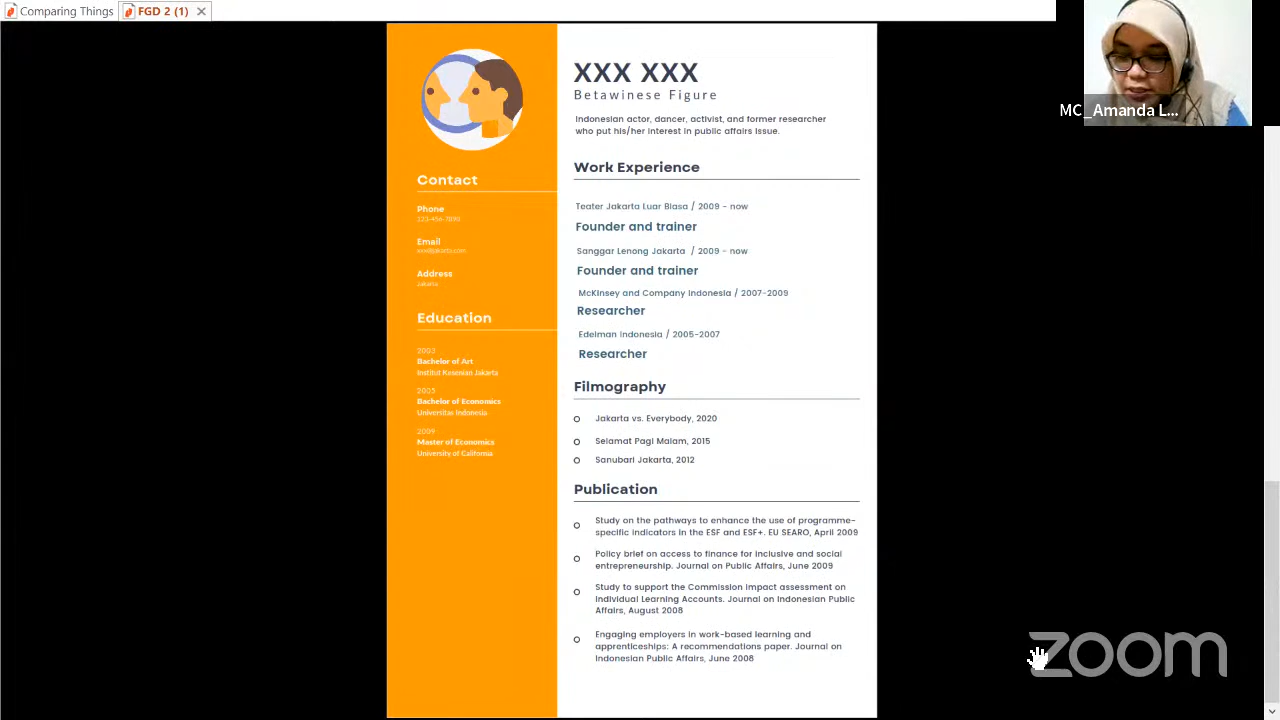 Comparing Things
FGD 2 (1)
MC_Amanda L...
XXX XXX
Betawinese Figure
Indonesian actor, dancer, activist, and former researcher
who put his/her interest in public affairs issue.
Contact
Phone
Email
Address
Jakarta
Education
2003
Bachelor of Art
Institut Kesenian Jakarta
2005
Bachelor of Economics
Universitas Indonesia
2009
Master of Economics
University of California
Work Experience
Teater Jakarta Luar Biasa / 2009 - now
Founder and trainer
Sanggar Lenong Jakarta / 2009 - now
Founder and trainer
McKinsey and Company Indonesia / 2007-2009
Researcher
Edelman Indonesia / 2005-2007
Researcher
Filmography
Jakarta vs. Everybody, 2020
Selamat Pagi Malam, 2015
Sanubari Jakarta, 2012
Publication
Study on the pathways to enhance the use of programme-
specific indicators in the ESF and ESF+. EU SEARO, April 2009
Policy brief on access to finance for inclusive and social
entrepreneurship. Journal on Public Affairs, June 2009
Study to support the Commission impact assessment on
Individual Learning Accounts. Journal on Indonesian Public
Affairs, August 2008
Engaging employers in work-based learning and
apprenticeships: A recommendations paper. Journal on
Indonesian Public Affairs, June 2008
zoom